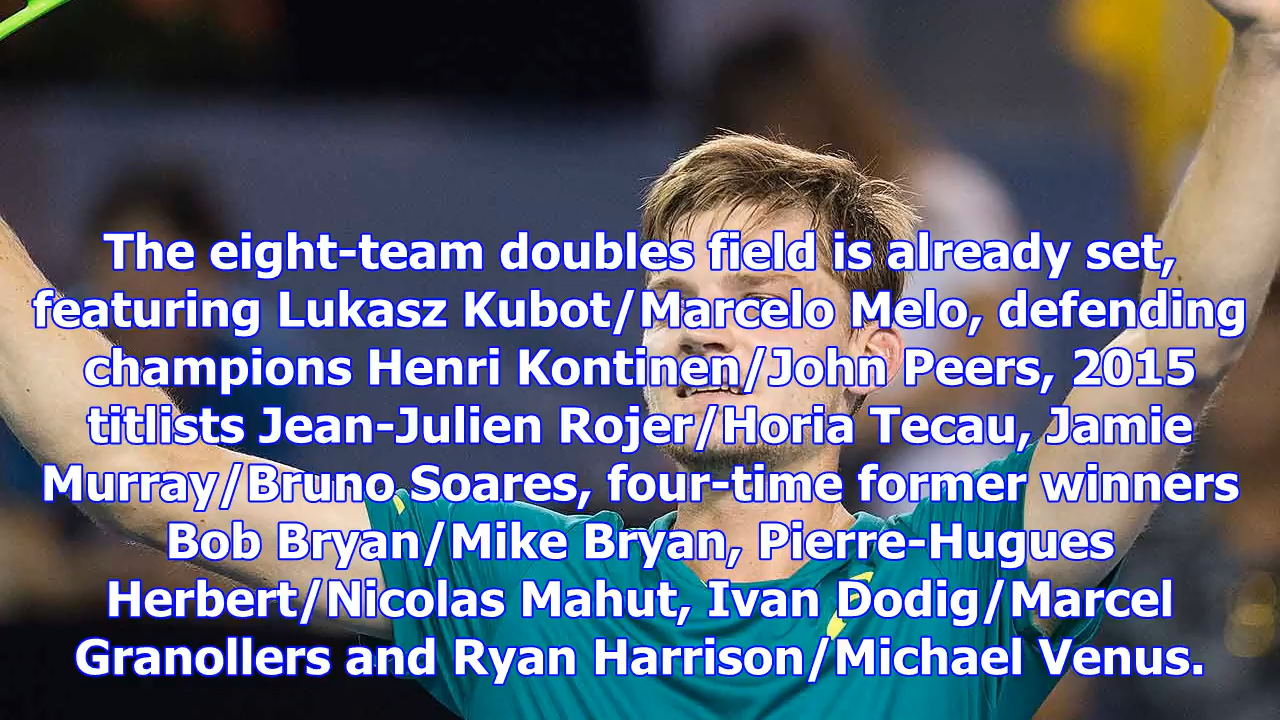 The eight-team doubles field is already set,
featuring Lukasz Kubot/Marcelo Melo, defending
champions Henri Kontinen/John Peers, 2015
titlists Jean-Julien Rojer/Horia Tecau, Jamie
Murray/Bruno Soares, four-time former winners
Bob Bryan/Mike Bryan, Pierre-Hugues
Herbert/Nicolas Mahut, Ivan Dodig/Marcel
Granollers and Ryan Harrison/Michael Venus.